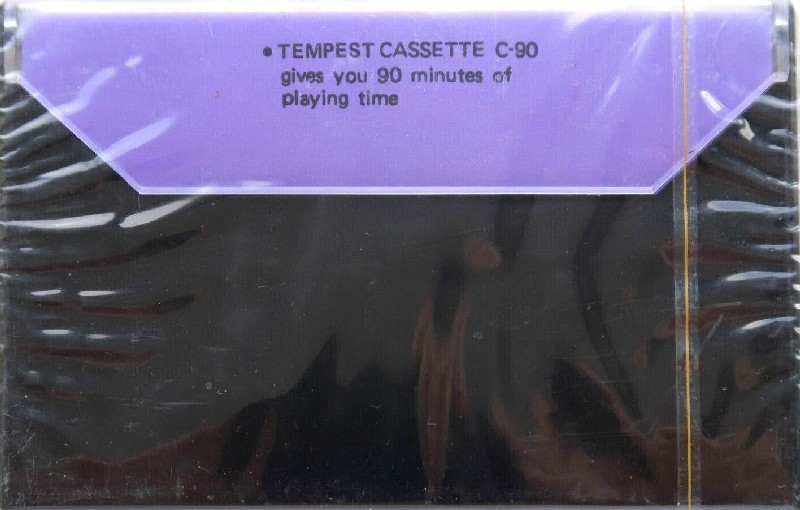 • TEMPEST CASSETTE C-90
gives you 90 minutes of
playing time